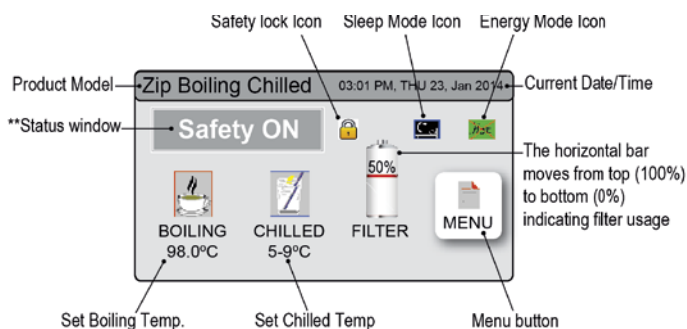 Safety lock Icon
Sleep Mode Icon
Energy Mode Icon
Product Model
Zip Boiling Chilled
03:01 PM, THU 23, Jan 2014
Current Date/Time
**Status window
Safety ON
Hot
50%
The horizontal bar
moves from top (100%)
to bottom (0%)
indicating filter usage
BOILING
98.0ºC
CHILLED
5-9ºC
FILTER
MENU
Set Boiling Temp.
Set Chilled Temp
Menu button